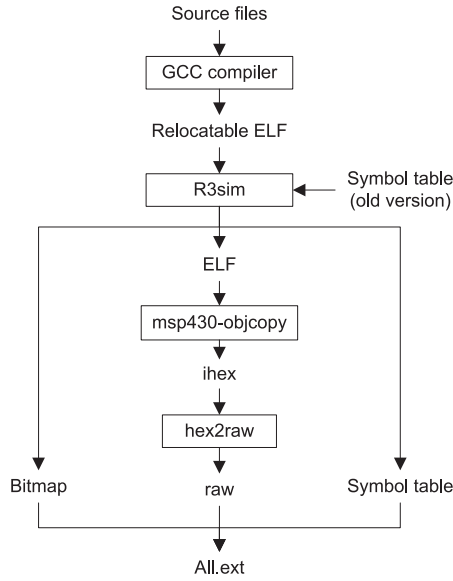 Source files
GCC compiler
Relocatable ELF
R3sim
Symbol table
(old version)
ELF
msp430-objcopy
ihex
hex2raw
Bitmap
raw
Symbol table
All.ext